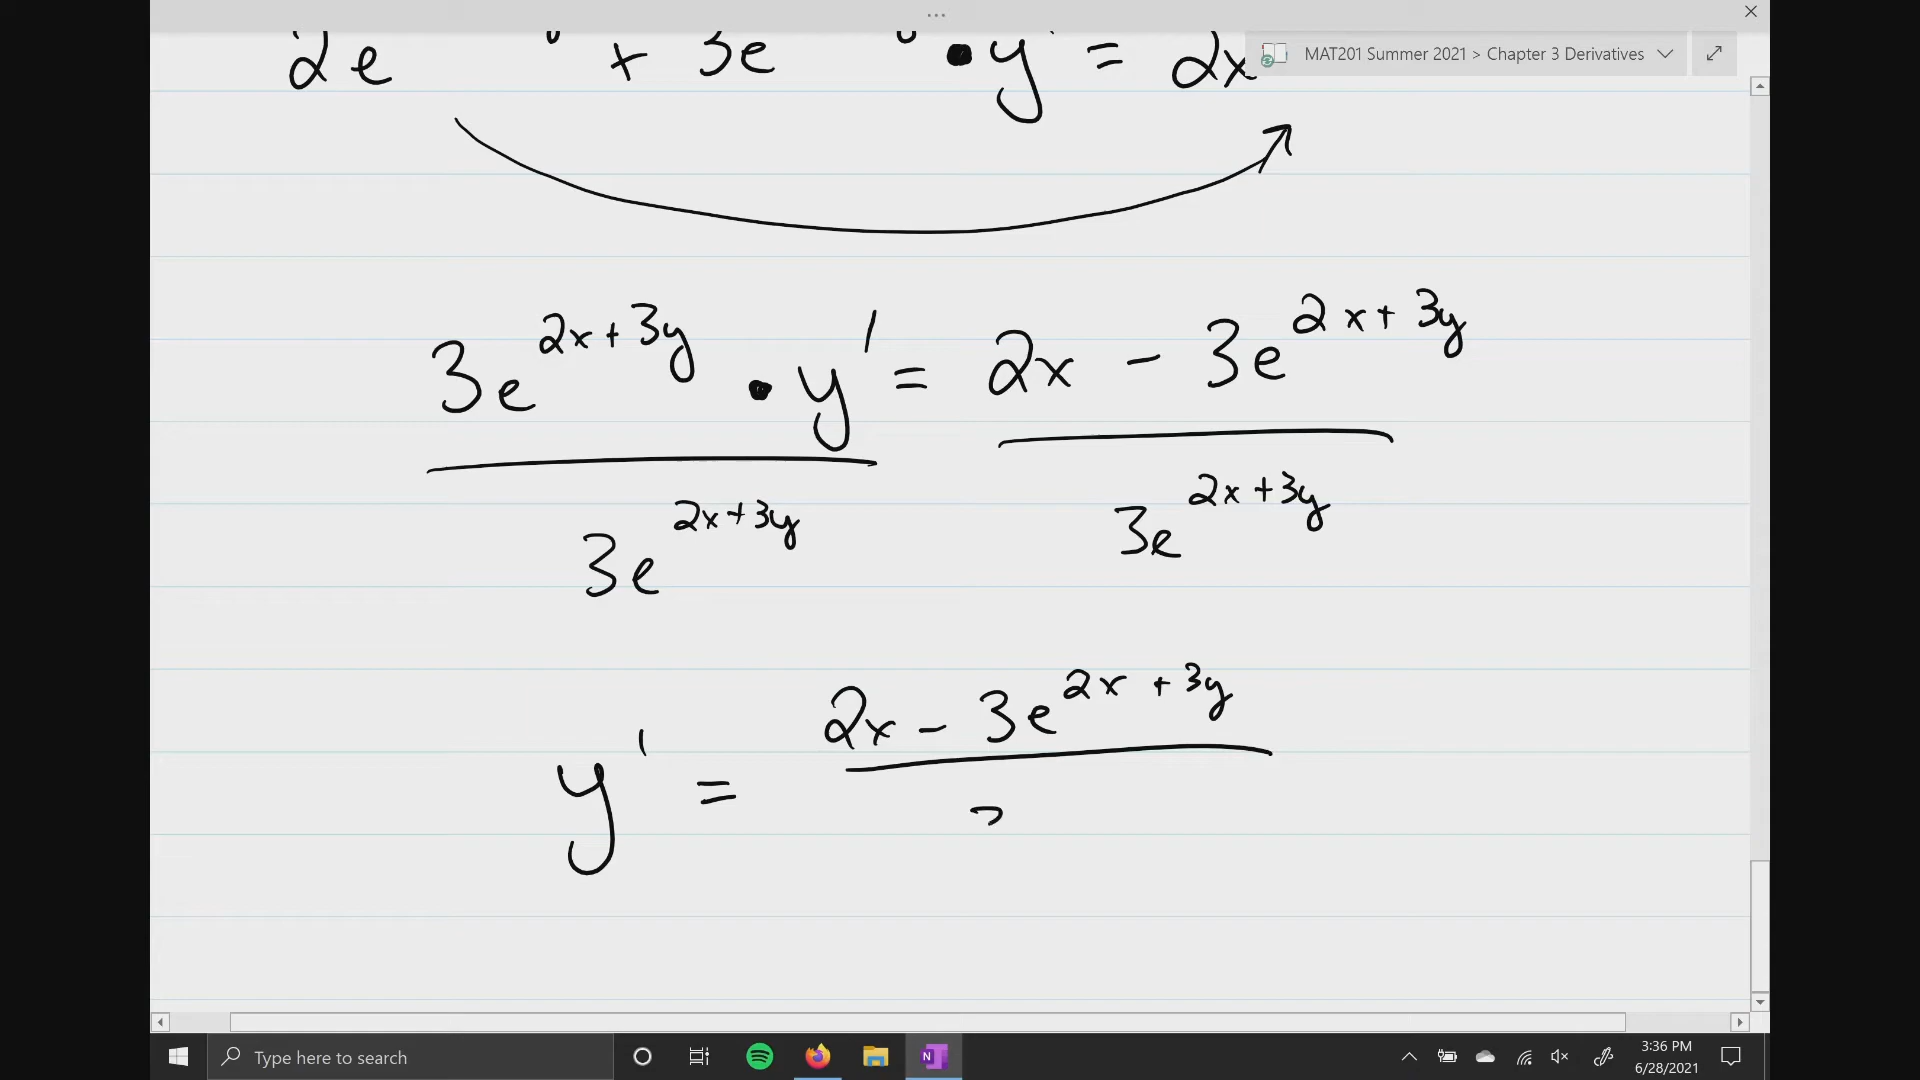 ...
MAT201 Summer 2021 > Chapter 3 Derivatives
2e + 3e • y' = 2x
3e^{2x+3y} • y' = 2x - 3e^{2x+3y}
3e^{2x+3y} 3e^{2x+3y}
2x - 3e^{2x+3y}
y' =
Type here to search
3:36 PM
6/28/2021